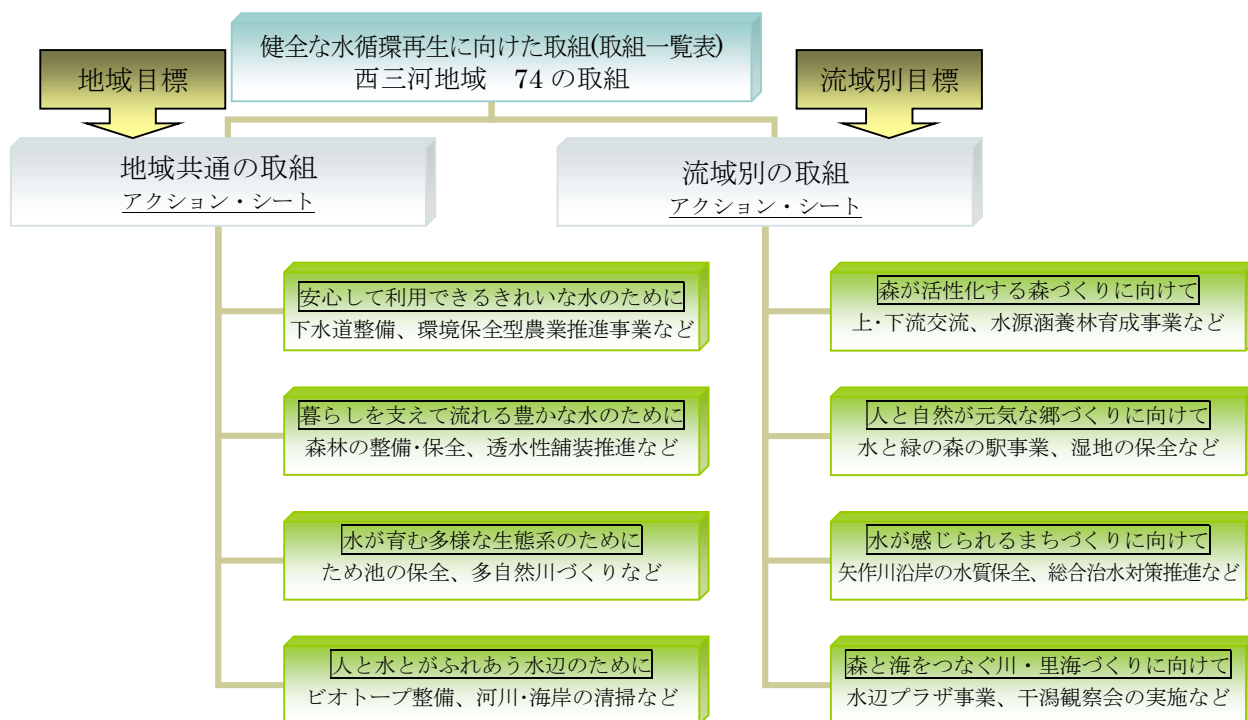 健全な水循環再生に向けた取組(取組一覧表)
西三河地域　74 の取組
地域目標
流域別目標
地域共通の取組
アクション・シート
流域別の取組
アクション・シート
安心して利用できるきれいな水のために
下水道整備、環境保全型農業推進事業など
暮らしを支えて流れる豊かな水のために
森林の整備･保全、透水性舗装推進など
水が育む多様な生態系のために
ため池の保全、多自然川づくりなど
人と水とがふれあう水辺のために
ビオトープ整備、河川･海岸の清掃など
森が活性化する森づくりに向けて
上･下流交流、水源涵養林育成事業など
人と自然が元気な郷づくりに向けて
水と緑の森の駅事業、湿地の保全など
水が感じられるまちづくりに向けて
矢作川沿岸の水質保全、総合治水対策推進など
森と海をつなぐ川・里海づくりに向けて
水辺プラザ事業、干潟観察会の実施など